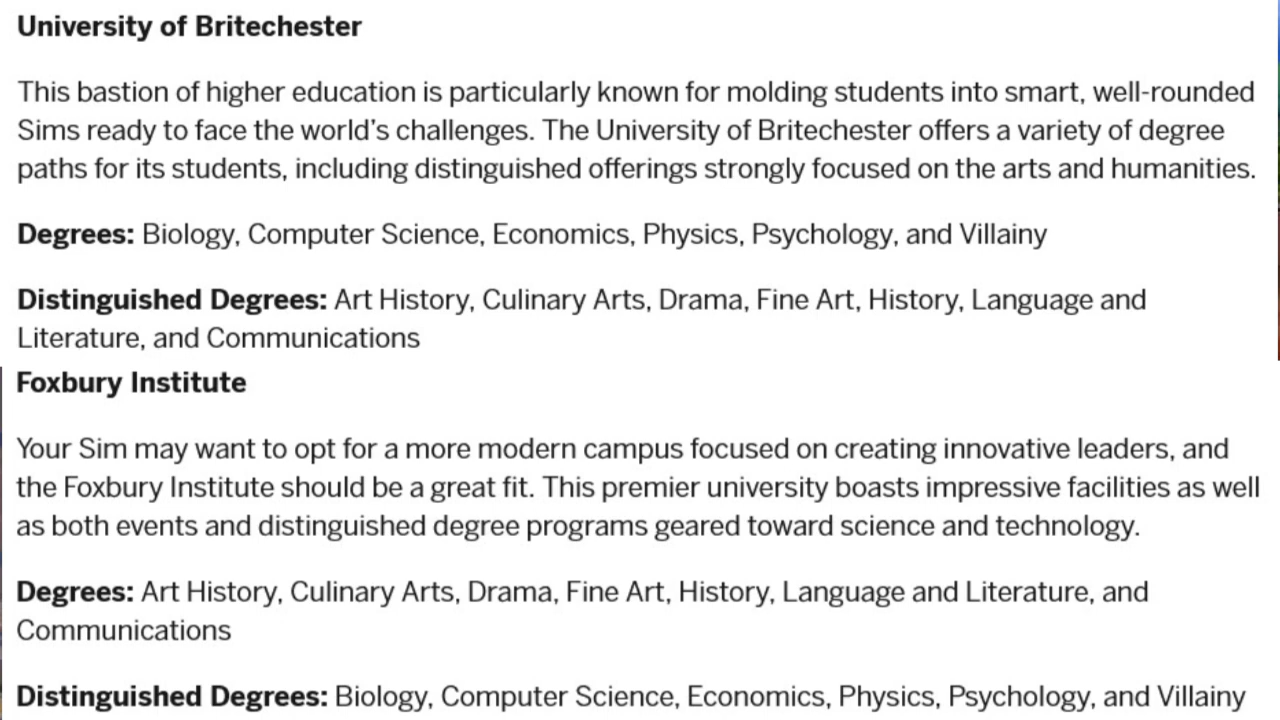 University of Britechester
This bastion of higher education is particularly known for molding students into smart, well-rounded
Sims ready to face the world's challenges. The University of Britechester offers a variety of degree
paths for its students, including distinguished offerings strongly focused on the arts and humanities.
Degrees: Biology, Computer Science, Economics, Physics, Psychology, and Villainy
Distinguished Degrees: Art History, Culinary Arts, Drama, Fine Art, History, Language and
Literature, and Communications
Foxbury Institute
Your Sim may want to opt for a more modern campus focused on creating innovative leaders, and
the Foxbury Institute should be a great fit. This premier university boasts impressive facilities as well
as both events and distinguished degree programs geared toward science and technology.
Degrees: Art History, Culinary Arts, Drama, Fine Art, History, Language and Literature, and
Communications
Distinguished Degrees: Biology, Computer Science, Economics, Physics, Psychology, and Villainy